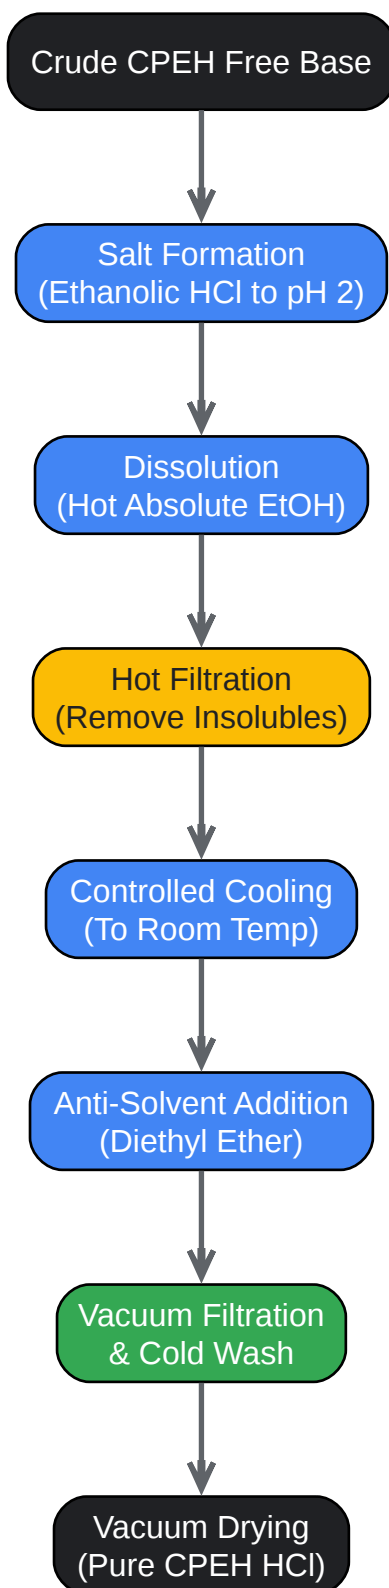 Crude CPEH Free Base
Salt Formation
(Ethanolic HCl to pH 2)
Dissolution
(Hot Absolute EtOH)
Hot Filtration
(Remove Insolubles)
Controlled Cooling
(To Room Temp)
Anti-Solvent Addition
(Diethyl Ether)
Vacuum Filtration
& Cold Wash
Vacuum Drying
(Pure CPEH HCl)